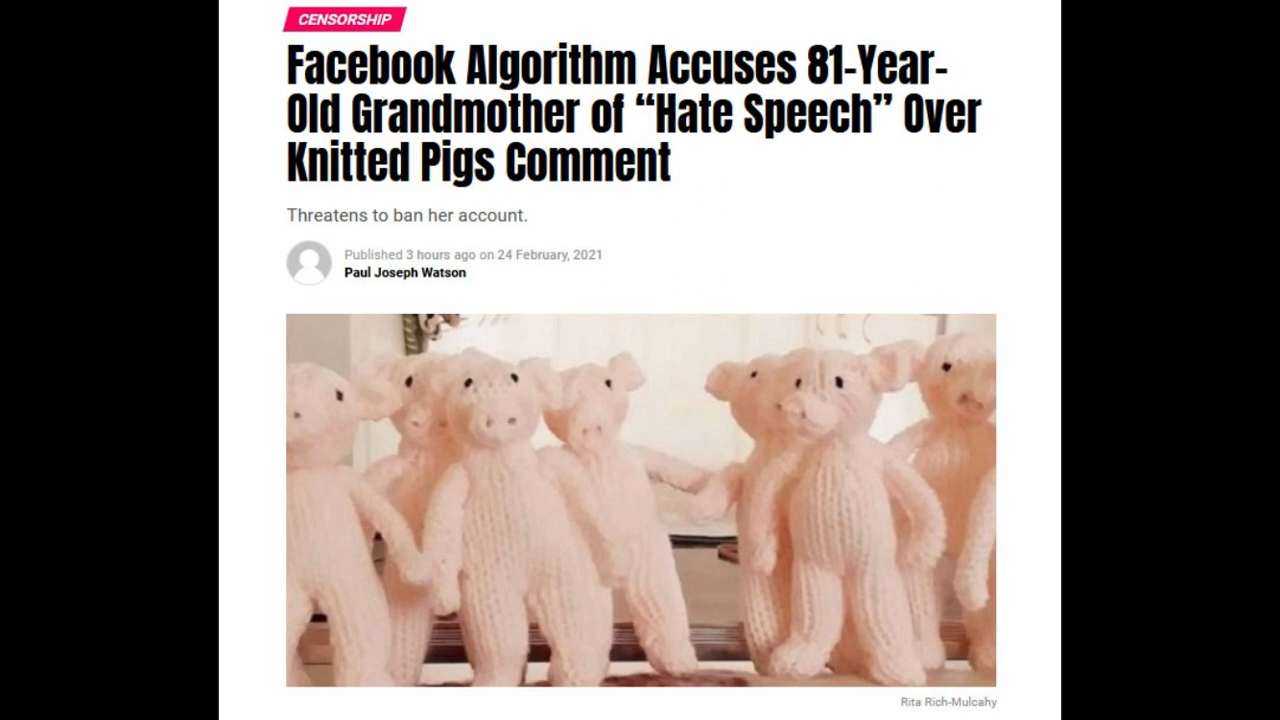 CENSORSHIP
Facebook Algorithm Accuses 81-Year-
Old Grandmother of “Hate Speech” Over
Knitted Pigs Comment
Threatens to ban her account.
Published 3 hours ago on 24 February, 2021
Paul Joseph Watson
Rita Rich-Mulcahy